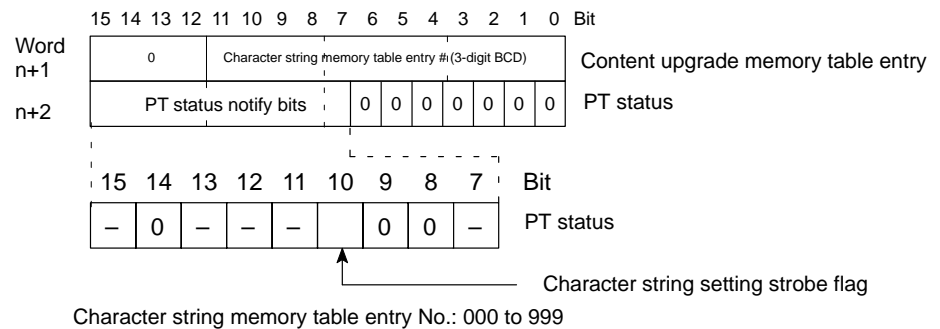 15 14 13 12 11 10 9 8 7 6 5 4 3 2 1 0 Bit
Word n+1 0 Character string memory table entry # (3-digit BCD) Content upgrade memory table entry
n+2 PT status notify bits 0 0 0 0 0 0 0 PT status
15 14 13 12 11 10 9 8 7 Bit
– 0 – – – 0 0 – PT status
Character string setting strobe flag
Character string memory table entry No.: 000 to 999